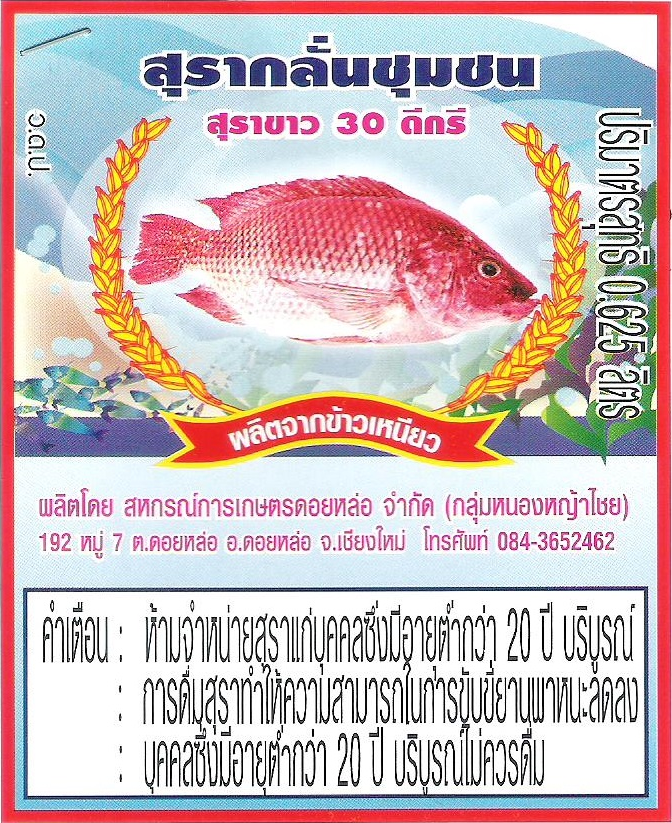 สุรากลั่นชุมชน
สุราขาว 30 ดีกรี
ว.ด.ป.
ปริมาตรสุทธิ 0.625 ลิตร
ผลิตจากข้าวเหนียว
ผลิตโดย สหกรณ์การเกษตรดอยหล่อ จำกัด (กลุ่มหนองหญ้าไซย)
192 หมู่ 7 ต.ดอยหล่อ อ.ดอยหล่อ จ.เชียงใหม่ โทรศัพท์ 084-3652462
คำเตือน : ห้ามจำหน่ายสุราแก่บุคคลซึ่งมีอายุต่ำกว่า 20 ปี บริบูรณ์
: การดื่มสุราทำให้ความสามารถในการขับขี่ยานพาหนะลดลง
: บุคคลซึ่งมีอายุต่ำกว่า 20 ปี บริบูรณ์ไม่ควรดื่ม